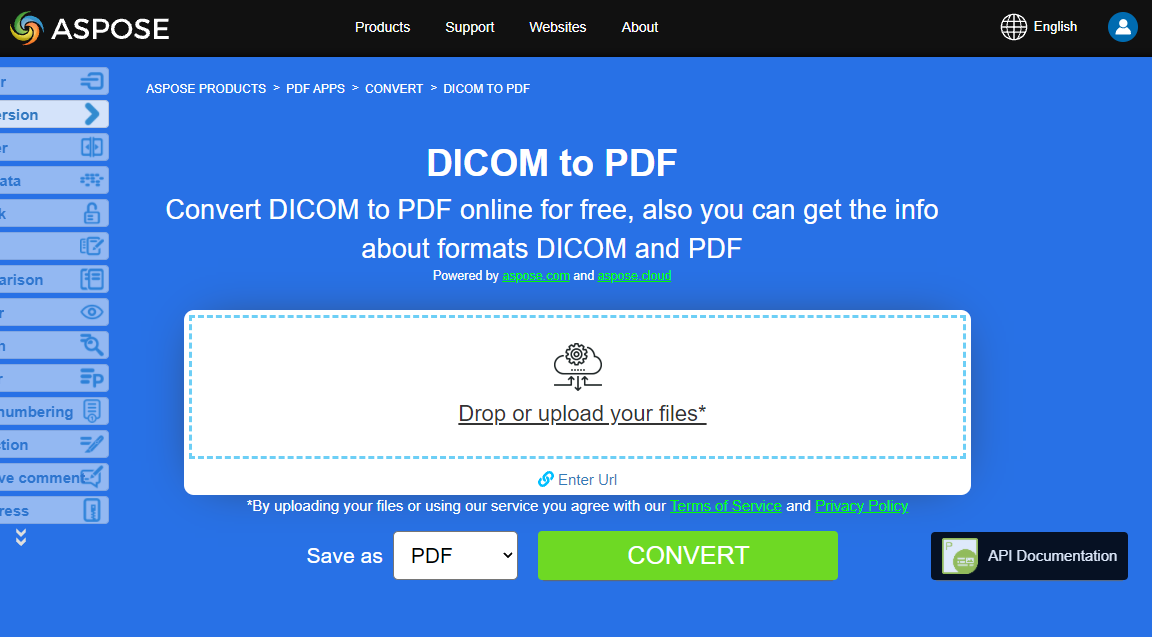 ASPOSE
Products Support Websites About
English
ASPOSE PRODUCTS > PDF APPS > CONVERT > DICOM TO PDF
DICOM to PDF
Convert DICOM to PDF online for free, also you can get the info
about formats DICOM and PDF
Powered by aspose.com and aspose.cloud
Drop or upload your files*
Enter Url
*By uploading your files or using our service you agree with our Terms of Service and Privacy Policy
Save as PDF CONVERT
API Documentation
r
ersion
er
ata
k
arison
r
h
r
numbering
tion
ve comment
ress